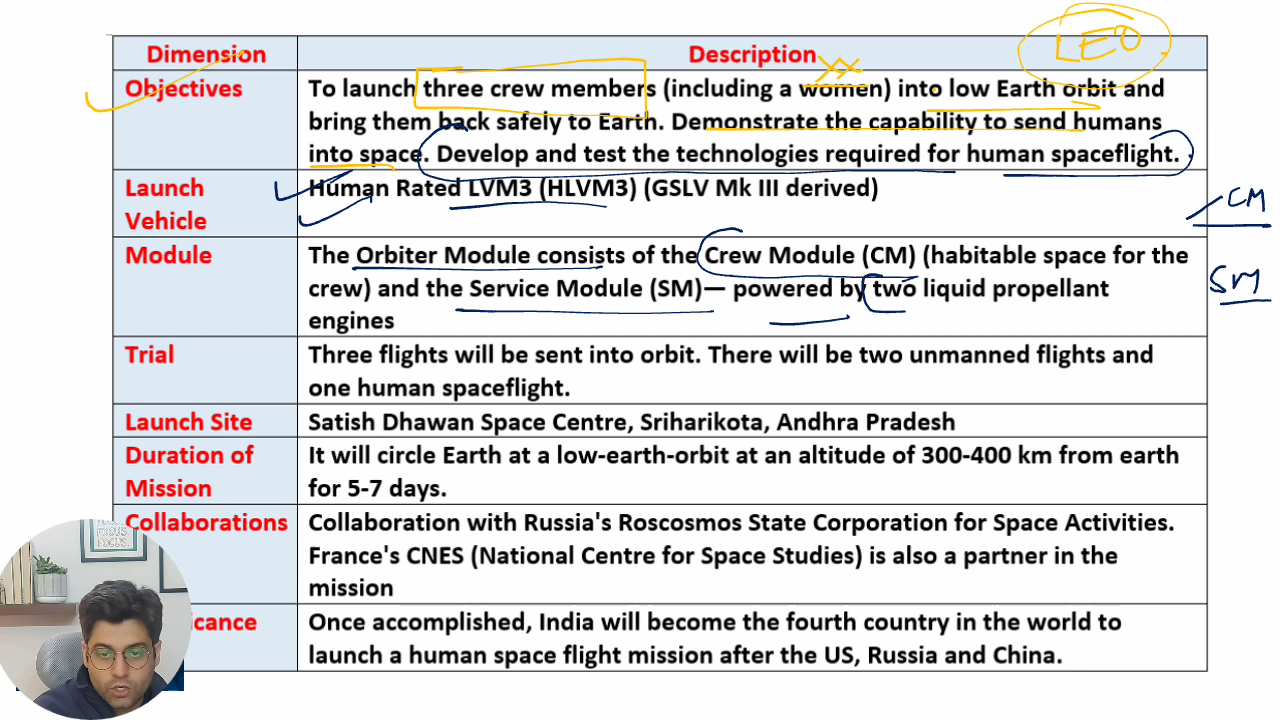 LEO
Dimension
Description
Objectives
To launch three crew members (including a women) into low Earth orbit and
bring them back safely to Earth. Demonstrate the capability to send humans
into space. Develop and test the technologies required for human spaceflight.
Launch
Vehicle
Human Rated LVM3 (HLVM3) (GSLV Mk III derived)
CM
Module
The Orbiter Module consists of the Crew Module (CM) (habitable space for the
crew) and the Service Module (SM)— powered by two liquid propellant
engines
SM
Trial
Three flights will be sent into orbit. There will be two unmanned flights and
one human spaceflight.
Launch Site
Satish Dhawan Space Centre, Sriharikota, Andhra Pradesh
Duration of
Mission
It will circle Earth at a low-earth-orbit at an altitude of 300-400 km from earth
for 5-7 days.
Collaborations
Collaboration with Russia's Roscosmos State Corporation for Space Activities.
France's CNES (National Centre for Space Studies) is also a partner in the
mission
icance
Once accomplished, India will become the fourth country in the world to
launch a human space flight mission after the US, Russia and China.
FOCUS
FOCUS.